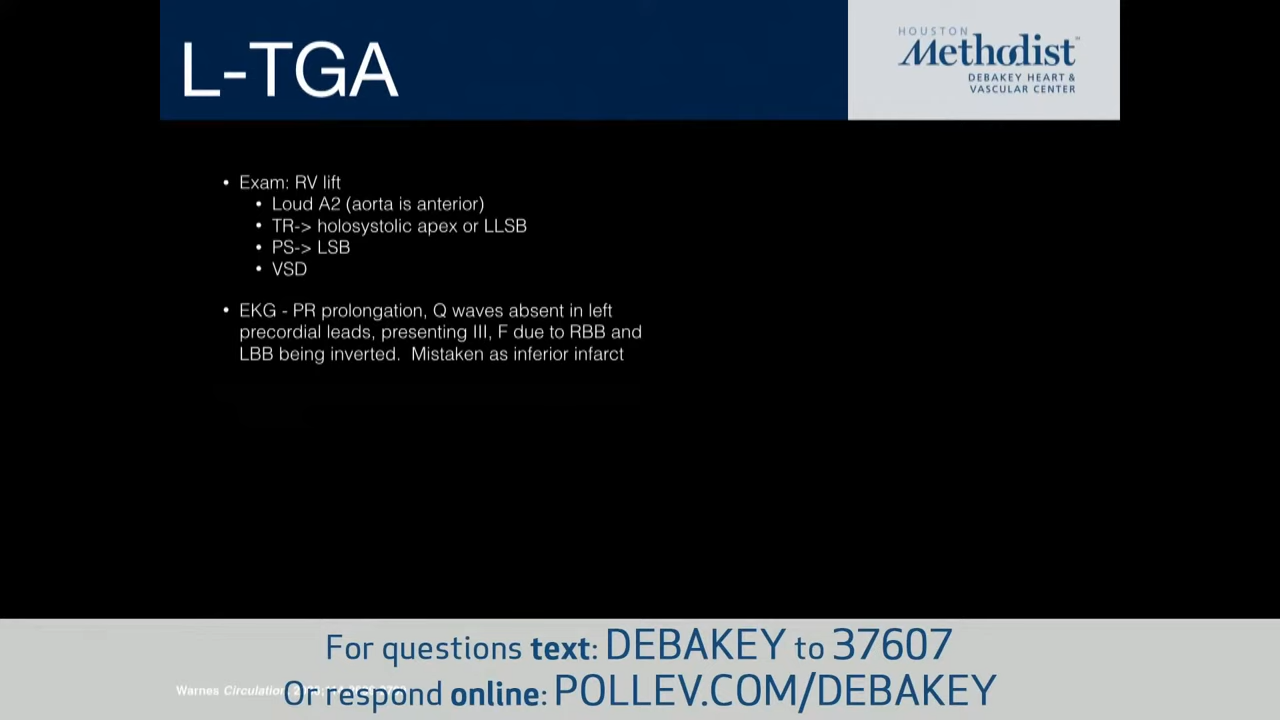 L-TGA
HOUSTON
Methodist
DEBAKEY HEART &
VASCULAR CENTER
• Exam: RV lift
• Loud A2 (aorta is anterior)
• TR-> holosystolic apex or LLSB
• PS-> LSB
• VSD
• EKG - PR prolongation, Q waves absent in left
precordial leads, presenting III, F due to RBB and
LBB being inverted. Mistaken as inferior infarct
For questions text: DEBAKEY to 37607
Warnes Circulation
Or respond online: POLLEV.COM/DEBAKEY